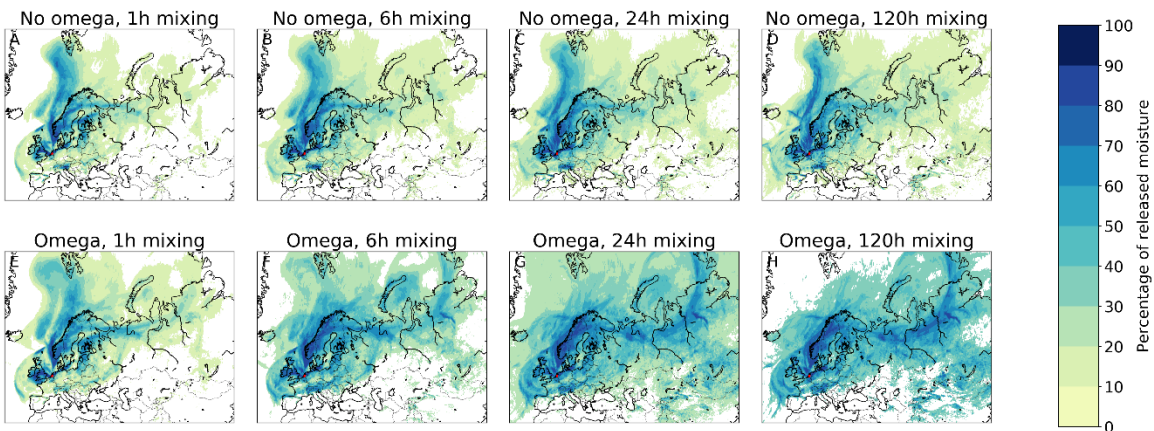 No omega, 1h mixing
No omega, 6h mixing
No omega, 24h mixing
No omega, 120h mixing
A
B
C
D
Omega, 1h mixing
Omega, 6h mixing
Omega, 24h mixing
Omega, 120h mixing
E
F
G
H
100
90
80
70
60
50
40
30
20
10
0
Percentage of released moisture